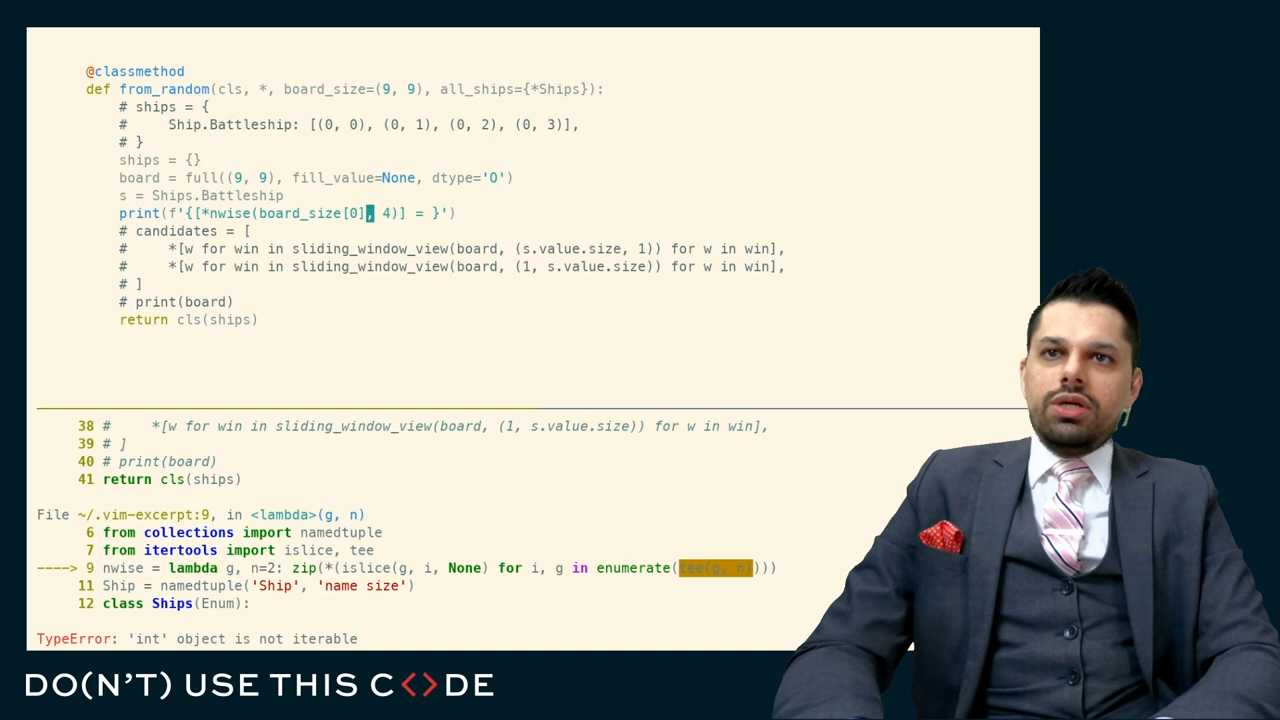 @classmethod
def from_random(cls, *, board_size=(9, 9), all_ships={*Ships}):
# ships = {
#     Ship.Battleship: [(0, 0), (0, 1), (0, 2), (0, 3)],
# }
ships = {}
board = full((9, 9), fill_value=None, dtype='O')
s = Ships.Battleship
print(f'{[*nwise(board_size[0], 4)] = }')
# candidates = [
#     *[w for win in sliding_window_view(board, (s.value.size, 1)) for w in win],
#     *[w for win in sliding_window_view(board, (1, s.value.size)) for w in win],
# ]
# print(board)
return cls(ships)
38 #     *[w for win in sliding_window_view(board, (1, s.value.size)) for w in win],
39 # ]
40 # print(board)
41 return cls(ships)
File ~/.vim-excerpt:9, in <lambda>(g, n)
6 from collections import namedtuple
7 from itertools import islice, tee
----> 9 nwise = lambda g, n=2: zip(*(islice(g, i, None) for i, g in enumerate(tee(g, n))))
11 Ship = namedtuple('Ship', 'name size')
12 class Ships(Enum):
TypeError: 'int' object is not iterable
DO(N'T) USE THIS C<>DE